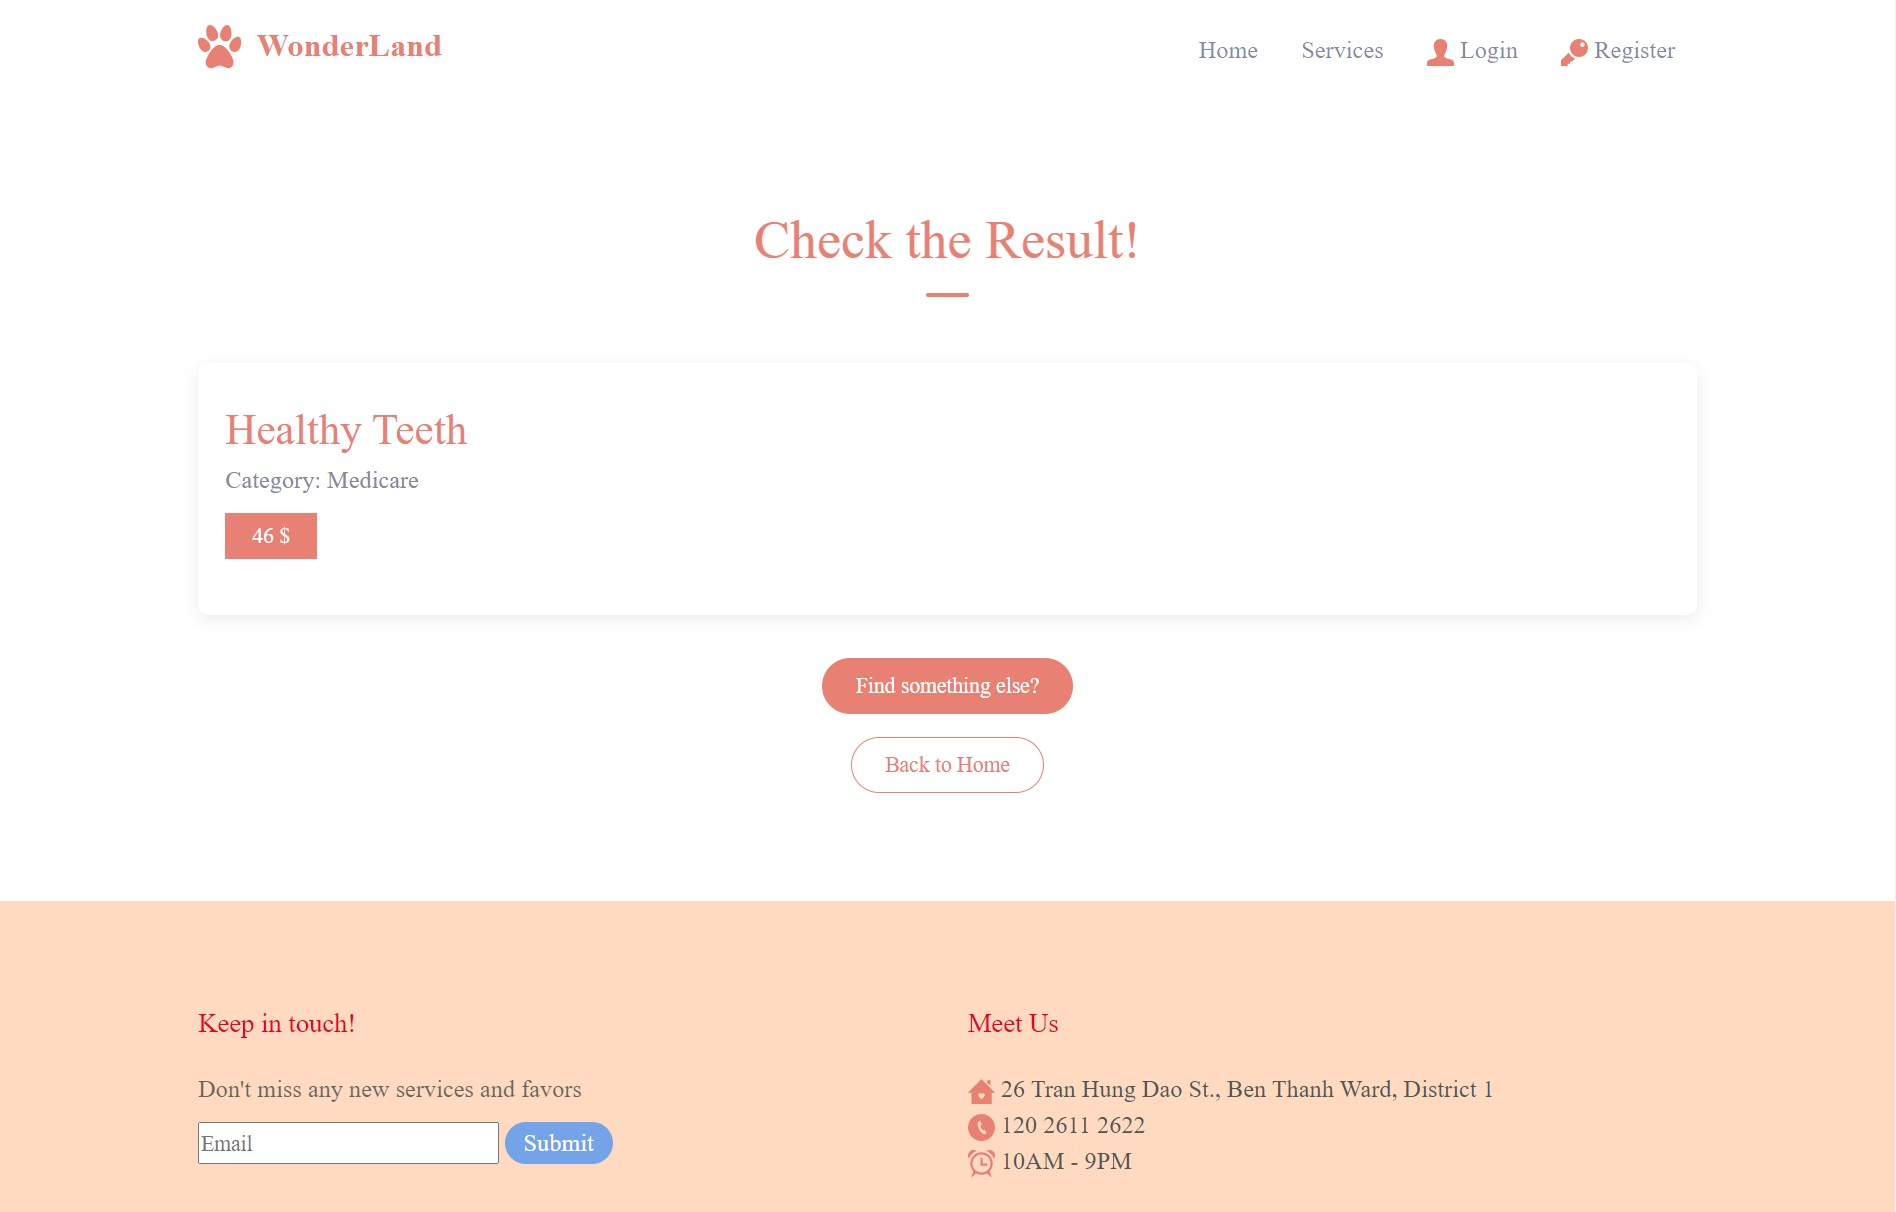 WonderLand
Home Services Login Register
Check the Result!
Healthy Teeth
Category: Medicare
46 $
Find something else?
Back to Home
Keep in touch!
Don't miss any new services and favors
Email Submit
Meet Us
26 Tran Hung Dao St., Ben Thanh Ward, District 1
120 2611 2622
10AM - 9PM